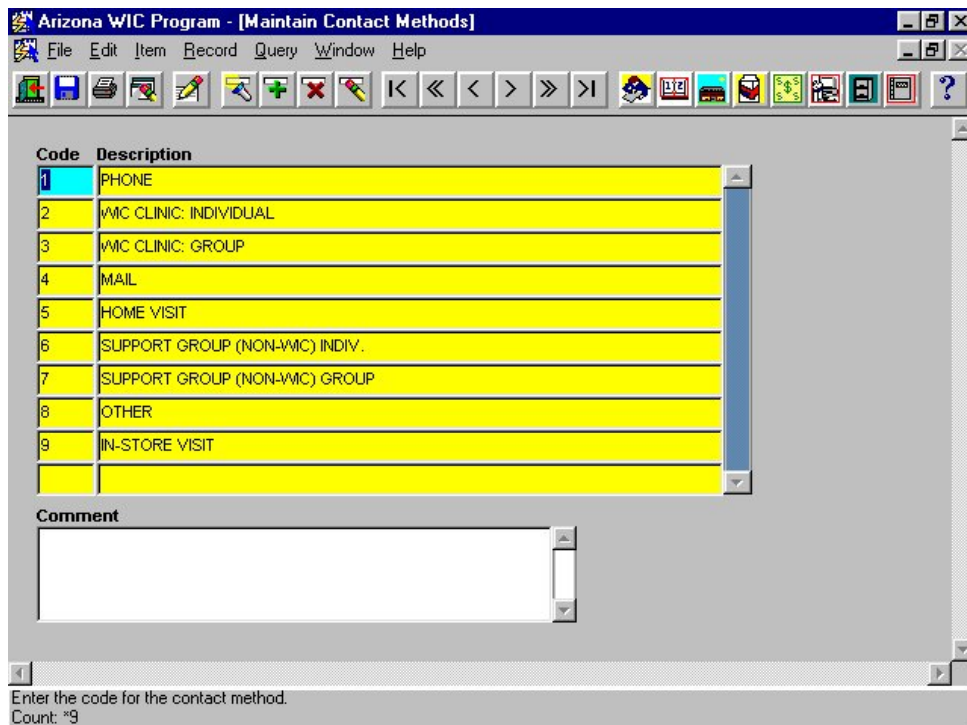 Arizona WIC Program - [Maintain Contact Methods]
File Edit Item Record Query Window Help
Code Description
1 PHONE
2 WIC CLINIC: INDIVIDUAL
3 WIC CLINIC: GROUP
4 MAIL
5 HOME VISIT
6 SUPPORT GROUP (NON-WIC) INDIV.
7 SUPPORT GROUP (NON-WIC) GROUP
8 OTHER
9 IN-STORE VISIT
Comment
Enter the code for the contact method.
Count: *9